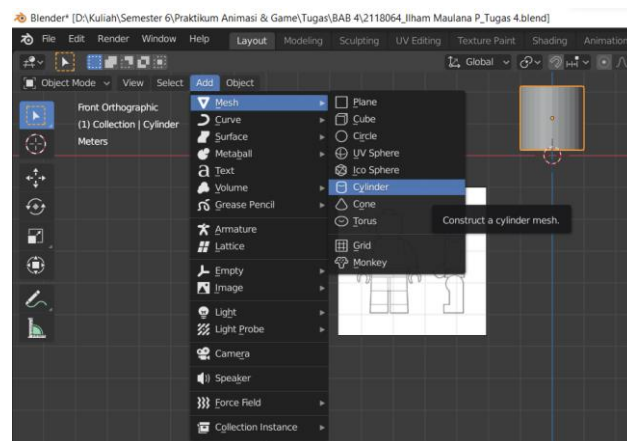 Blender* [D:\Kuliah\Semester 6\Praktikum Animasi & Game\Tugas\BAB 4\2118064_Ilham Maulana P_Tugas 4.blend]
File Edit Render Window Help Layout Modeling Sculpting UV Editing Texture Paint Shading Animation
Global
Object Mode View Select Add Object
Front Orthographic
(1) Collection | Cylinder
Meters
Mesh
Curve
Surface
Metaball
Text
Volume
Grease Pencil
Armature
Lattice
Empty
Image
Light
Light Probe
Camera
Speaker
Force Field
Collection Instance
Plane
Cube
Circle
UV Sphere
Ico Sphere
Cylinder
Cone
Torus
Grid
Monkey
Construct a cylinder mesh.